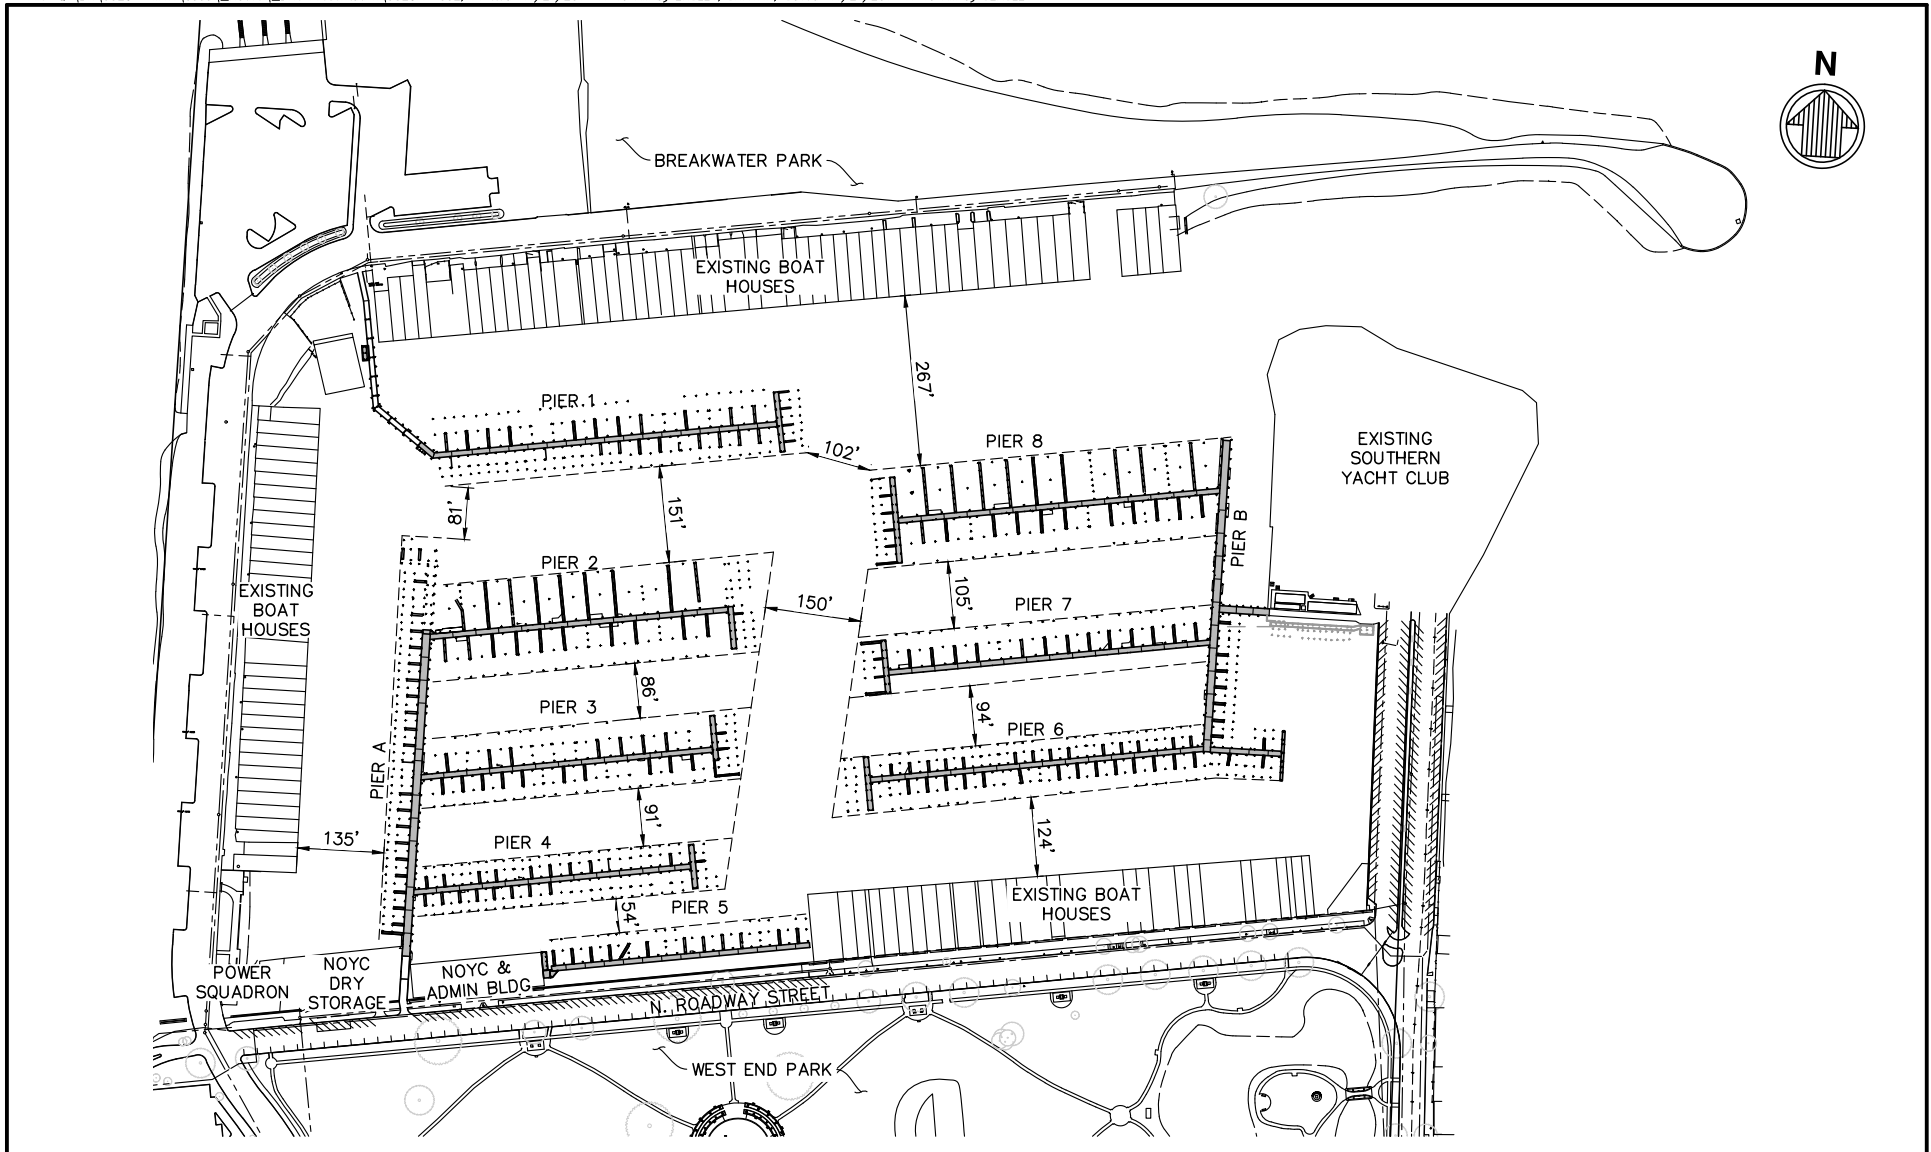 N
BREAKWATER PARK
EXISTING BOAT
HOUSES
267'
PIER 1
102'
PIER 8
EXISTING
SOUTHERN
YACHT CLUB
81'
151'
PIER B
PIER 2
105'
EXISTING
BOAT
HOUSES
150'
PIER 7
86'
PIER 3
94'
PIER 6
PIER A
91'
135'
PIER 4
124'
54'
PIER 5
EXISTING BOAT
HOUSES
POWER
SQUADRON
NOYC
DRY
STORAGE
NOYC &
ADMIN BLDG
N. ROADWAY STREET
WEST END PARK